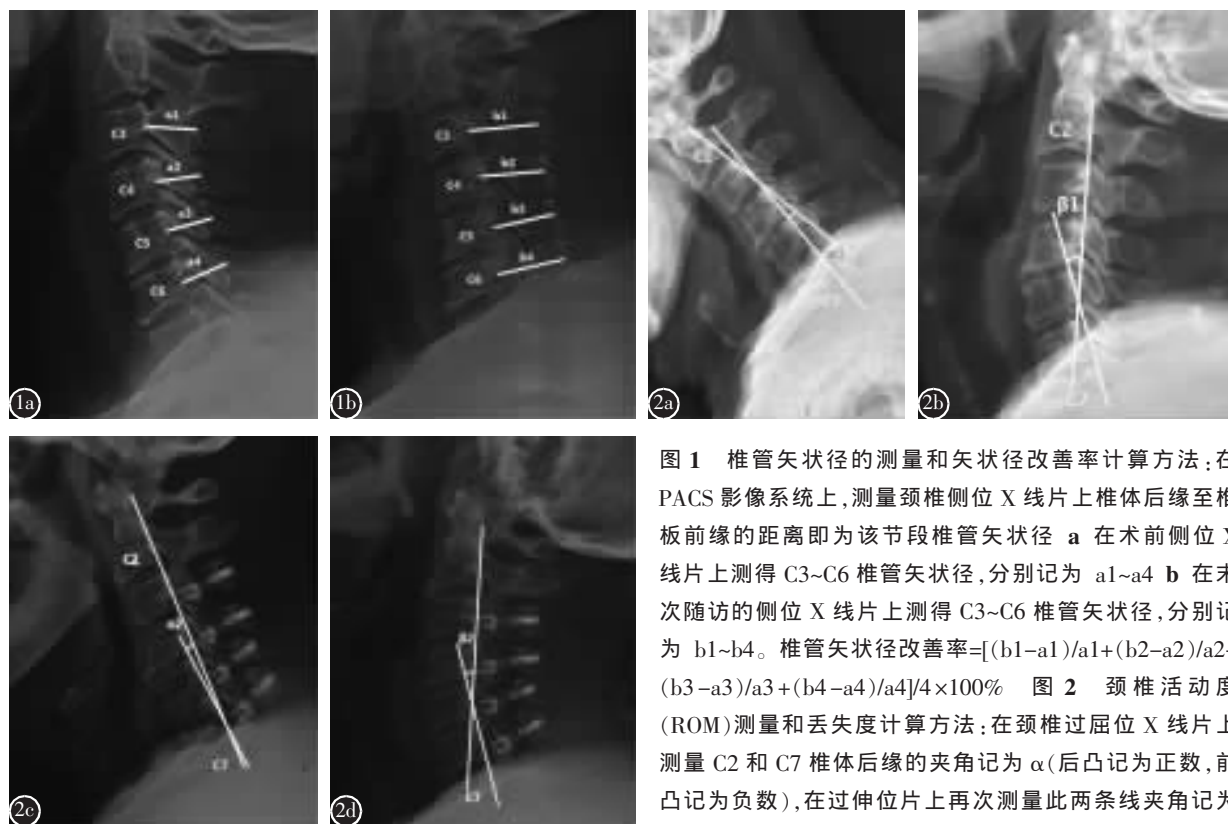 a1
C3
a2
C4
C5
a4
C6
1a
b1
C3
b2
C4
b3
C5
b4
C6
1b
2a
C2
β1
2b
C2
C7
2c
2d
图 1 椎管矢状径的测量和矢状径改善率计算方法:在
PACS 影像系统上,测量颈椎侧位 X 线片上椎体后缘至椎
板前缘的距离即为该节段椎管矢状径 a 在术前侧位 X
线片上测得 C3~C6 椎管矢状径,分别记为 a1~a4 b 在末
次随访的侧位 X 线片上测得 C3~C6 椎管矢状径,分别记
为 b1~b4。椎管矢状径改善率=[(b1-a1)/a1+(b2-a2)/a2+
(b3-a3)/a3+(b4-a4)/a4]/4×100% 图 2 颈椎活动度
(ROM)测量和丢失度计算方法:在颈椎过屈位 X 线片上
测量 C2 和 C7 椎体后缘的夹角记为 α(后凸记为正数,前
凸记为负数),在过伸位片上再次测量此两条线夹角记为